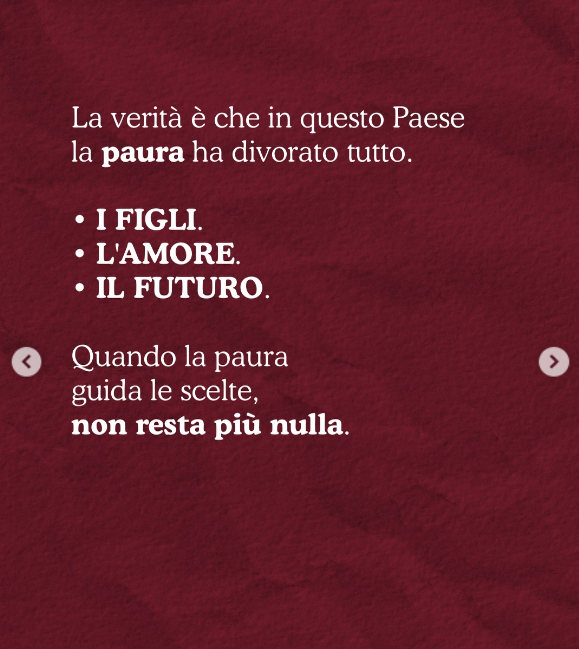 La verità è che in questo Paese
la paura ha divorato tutto.
• I FIGLI.
• L'AMORE.
• IL FUTURO.
Quando la paura
guida le scelte,
non resta più nulla.